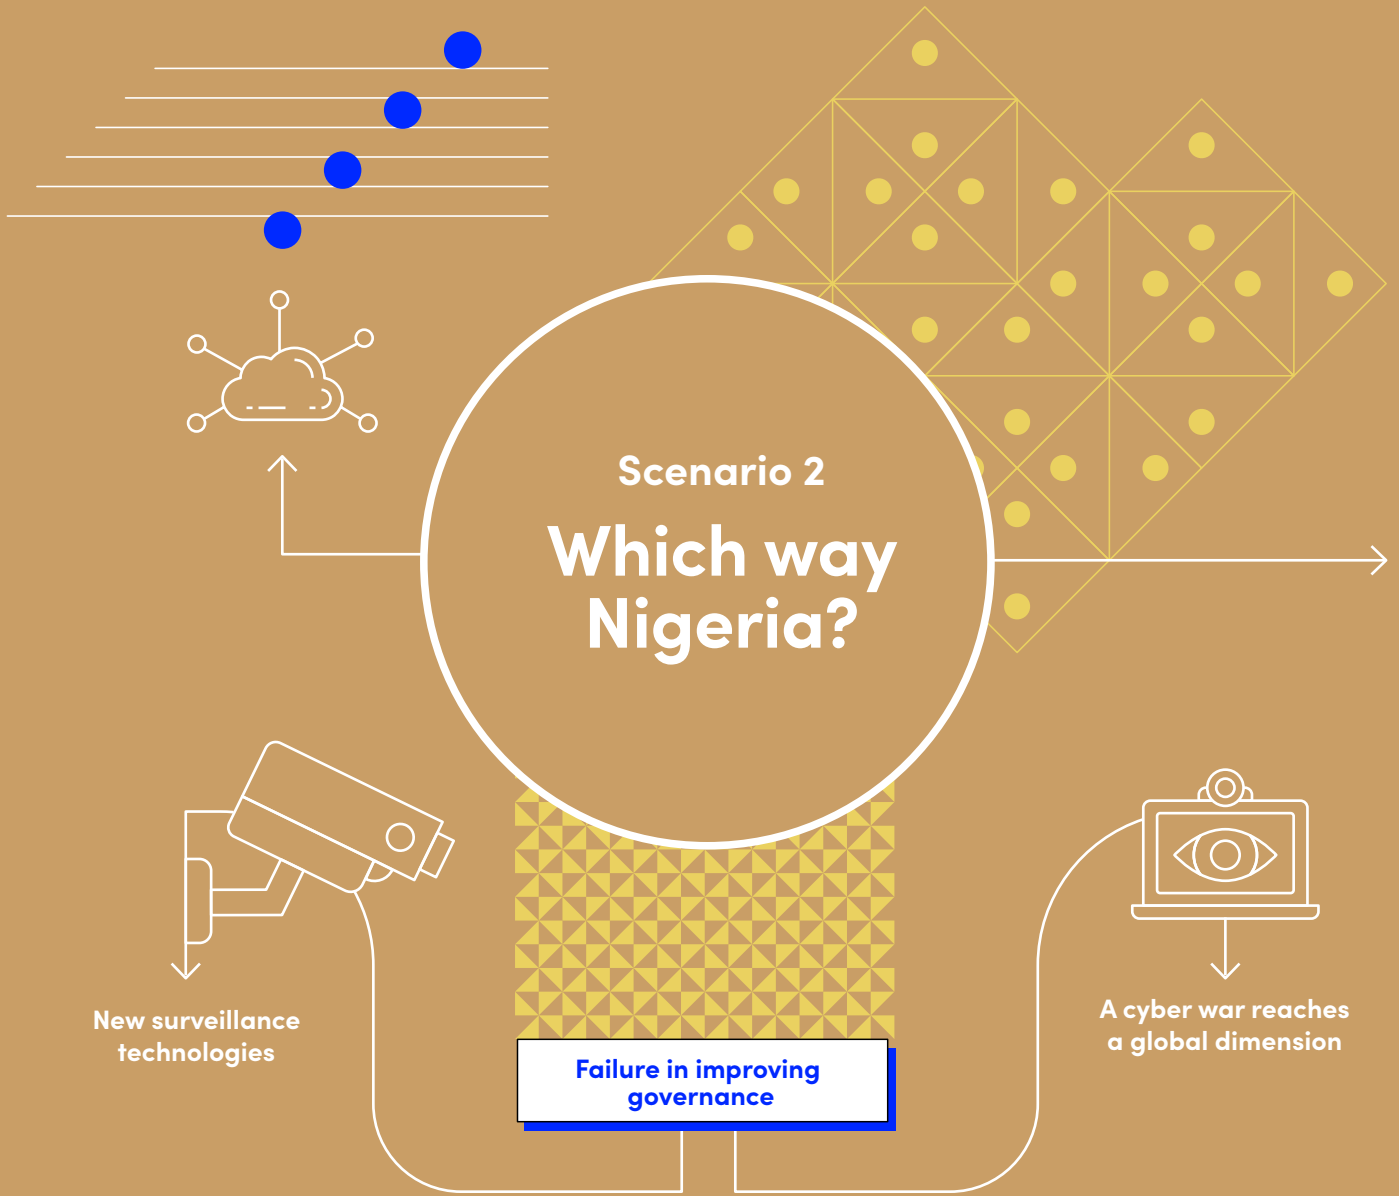 Scenario 2
Which way
Nigeria?
New surveillance
technologies
Failure in improving
governance
A cyber war reaches
a global dimension